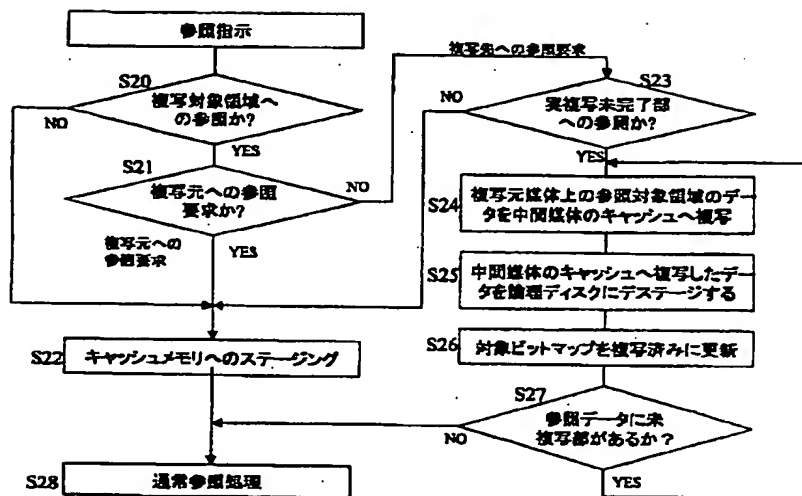 参照指示
S20
複写対象領域へ
の参照か?
NO
YES
S21
複写元への参照
要求か?
NO
複写元への
参照要求
YES
複写先への参照要求
S23
NO
実複写未完了部
への参照か?
YES
S24
複写元媒体上の参照対象領域のデー
タを中間媒体のキャッシュへ複写
S25
中間媒体のキャッシュへ複写したデー
タを論理ディスクにデステージする
S26
対象ビットマップを複写済みに更新
S27
参照データに未
複写部があるか?
NO
YES
S22
キャッシュメモリへのステージング
S28
通常参照処理